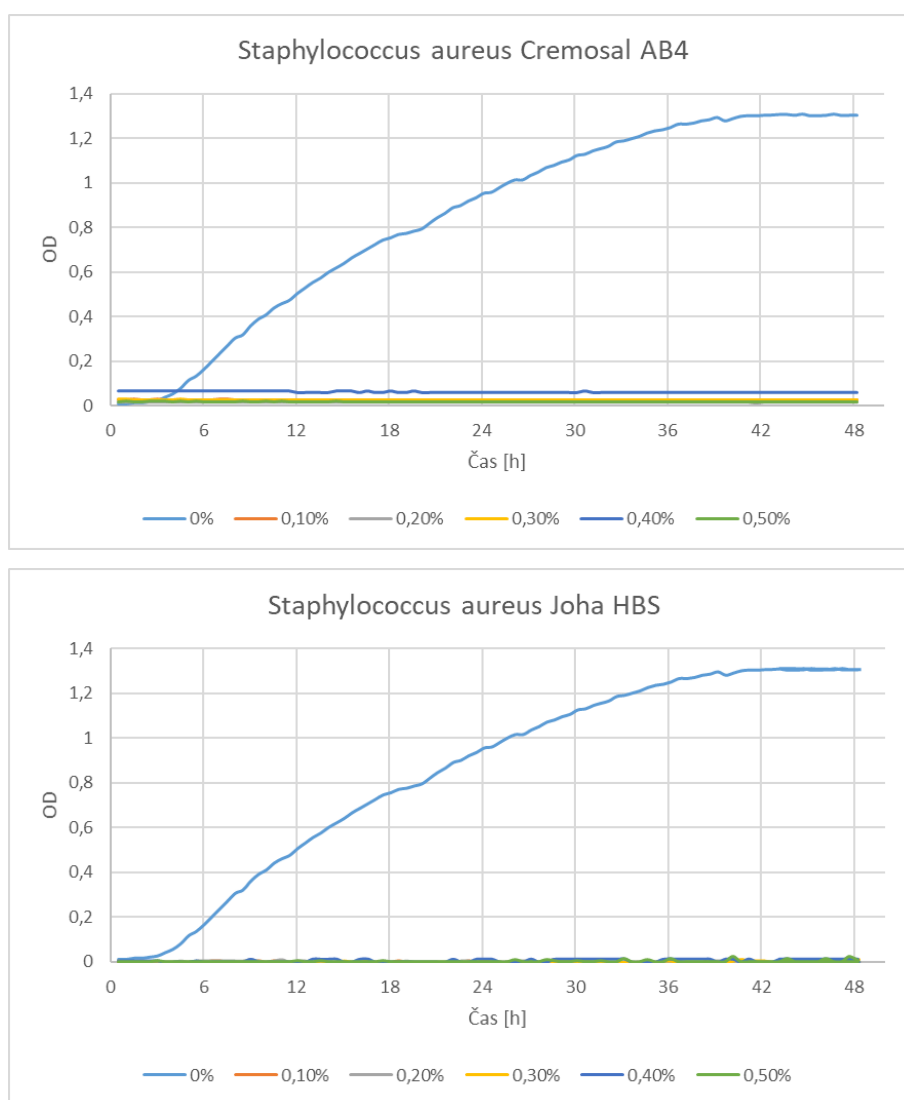 Staphylococcus aureus Cremosal AB4
1,4
1,2
1
0,8
0,6
0,4
0,2
0
OD
0 6 12 18 24 30 36 42 48
Čas [h]
0% 0,10% 0,20% 0,30% 0,40% 0,50%
Staphylococcus aureus Joha HBS
1,4
1,2
1
0,8
0,6
0,4
0,2
0
OD
0 6 12 18 24 30 36 42 48
Čas [h]
0% 0,10% 0,20% 0,30% 0,40% 0,50%